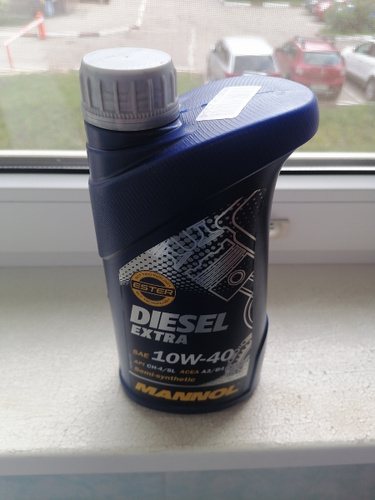 ESTER
DIESEL
EXTRA
SAE 10W-40
API CH-4/SL ACEA A3/B4
Semi-synthetic
MANNOL